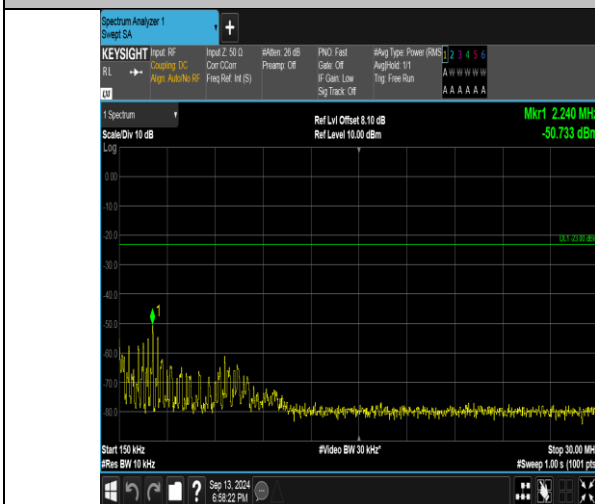 Spectrum Analyzer 1
Swept SA
+
KEYSIGHT Input: RF Input Z: 50 Ω #Atten: 26 dB PNO: Fast #Avg Type: Power (RMS 1 2 3 4 5 6
RL Coupling: DC Corr CCorr Preamp: Off Gate: Off Avg|Hold: 1/1 A W W W W W
Align: Auto/No RF Freq Ref: Int (S) IF Gain: Low Trig: Free Run
Sig Track: Off A A A A A A
1 Spectrum Ref Lvl Offset 8.10 dB Mkr1 2.240 MHz
Scale/Div 10 dB Ref Level 10.00 dBm -50.733 dBm
Log
0.00
-10.0
-20.0
DL1 -23.00 dBm
-30.0
-40.0
1
-50.0
-60.0
-70.0
-80.0
Start 150 kHz #Video BW 30 kHz* Stop 30.00 MHz
#Res BW 10 kHz #Sweep 1.00 s (1001 pts
? Sep 13, 2024
6:58:22 PM